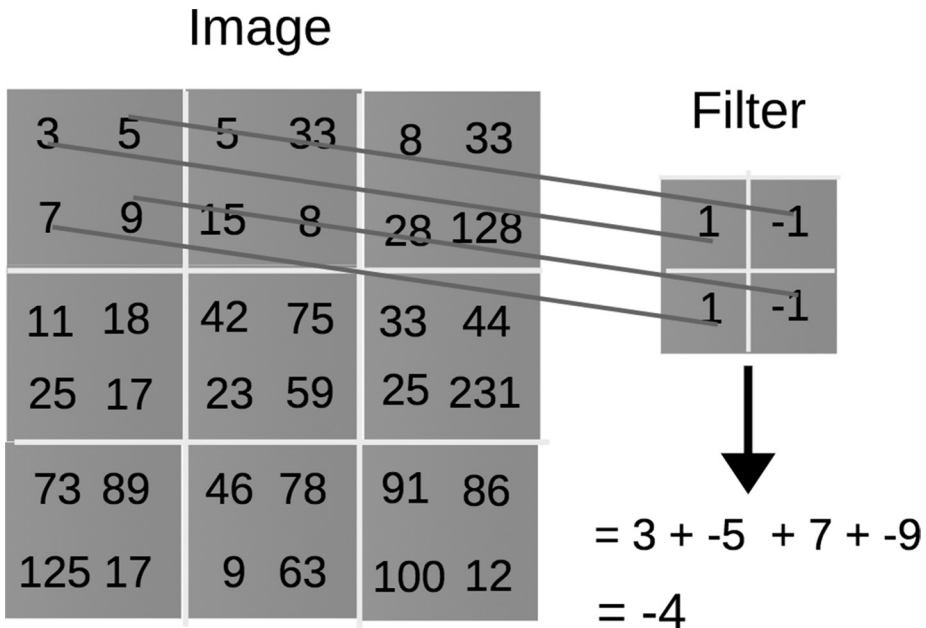 Image
Filter
3 5 5 33 8 33
7 9 15 8 28 128
11 18 42 75 33 44
25 17 23 59 25 231
73 89 46 78 91 86
125 17 9 63 100 12
1 -1
1 -1
= 3 + -5 + 7 + -9
= -4